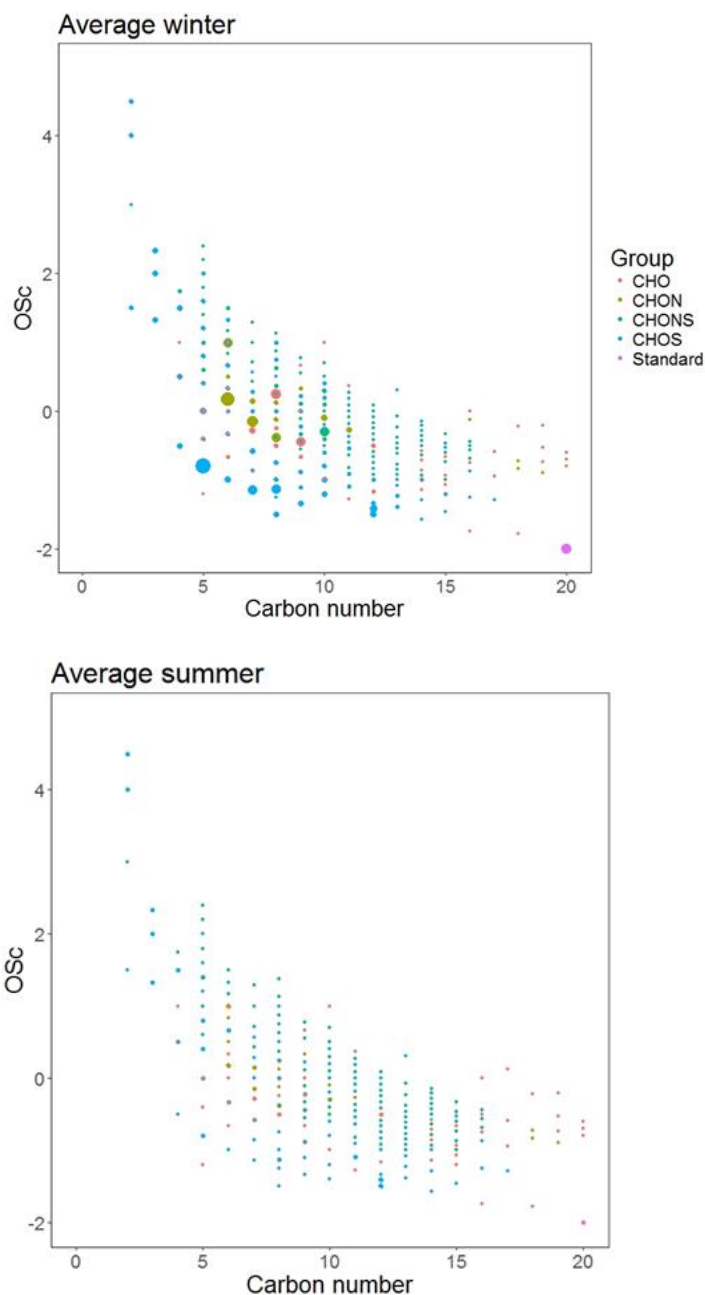 Average winter
4
2
0
-2
OSc
0 5 10 15 20
Carbon number
Group
CHO
CHON
CHONS
CHOS
Standard
Average summer
4
2
0
-2
OSc
0 5 10 15 20
Carbon number